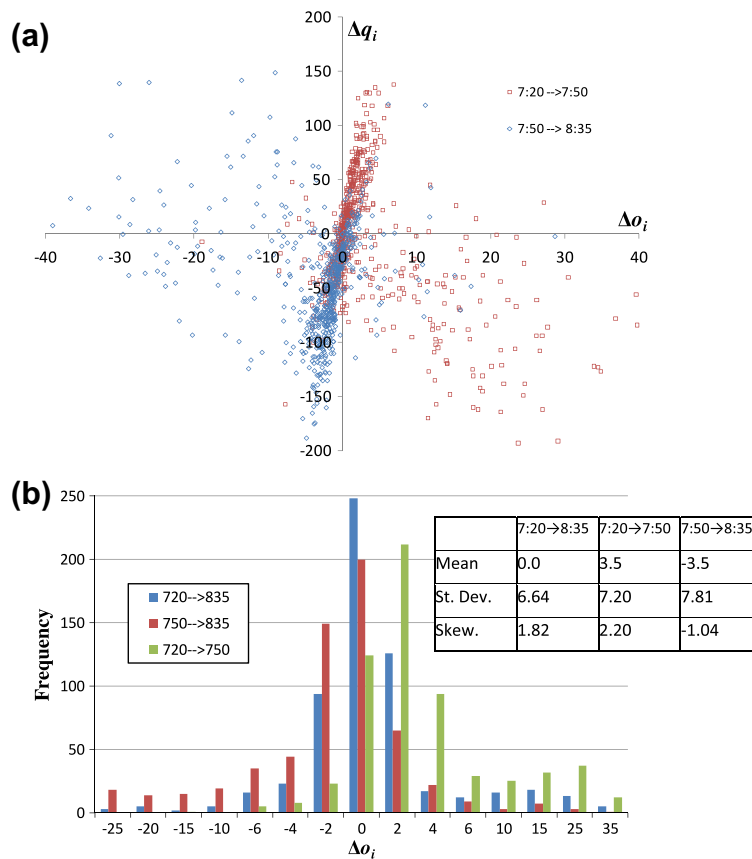 (a)
Δqi
200
150
100
50
0
-50
-100
-150
-200
-40 -30 -20 -10 0 10 20 30 40
Δoi
7:20 -->7:50
7:50 --> 8:35
(b)
Frequency
250
200
150
100
50
0
720-->835
750-->835
720-->750
7:20→8:35 7:20→7:50 7:50→8:35
Mean 0.0 3.5 -3.5
St. Dev. 6.64 7.20 7.81
Skew. 1.82 2.20 -1.04
-25 -20 -15 -10 -6 -4 -2 0 2 4 6 10 15 25 35
Δoi